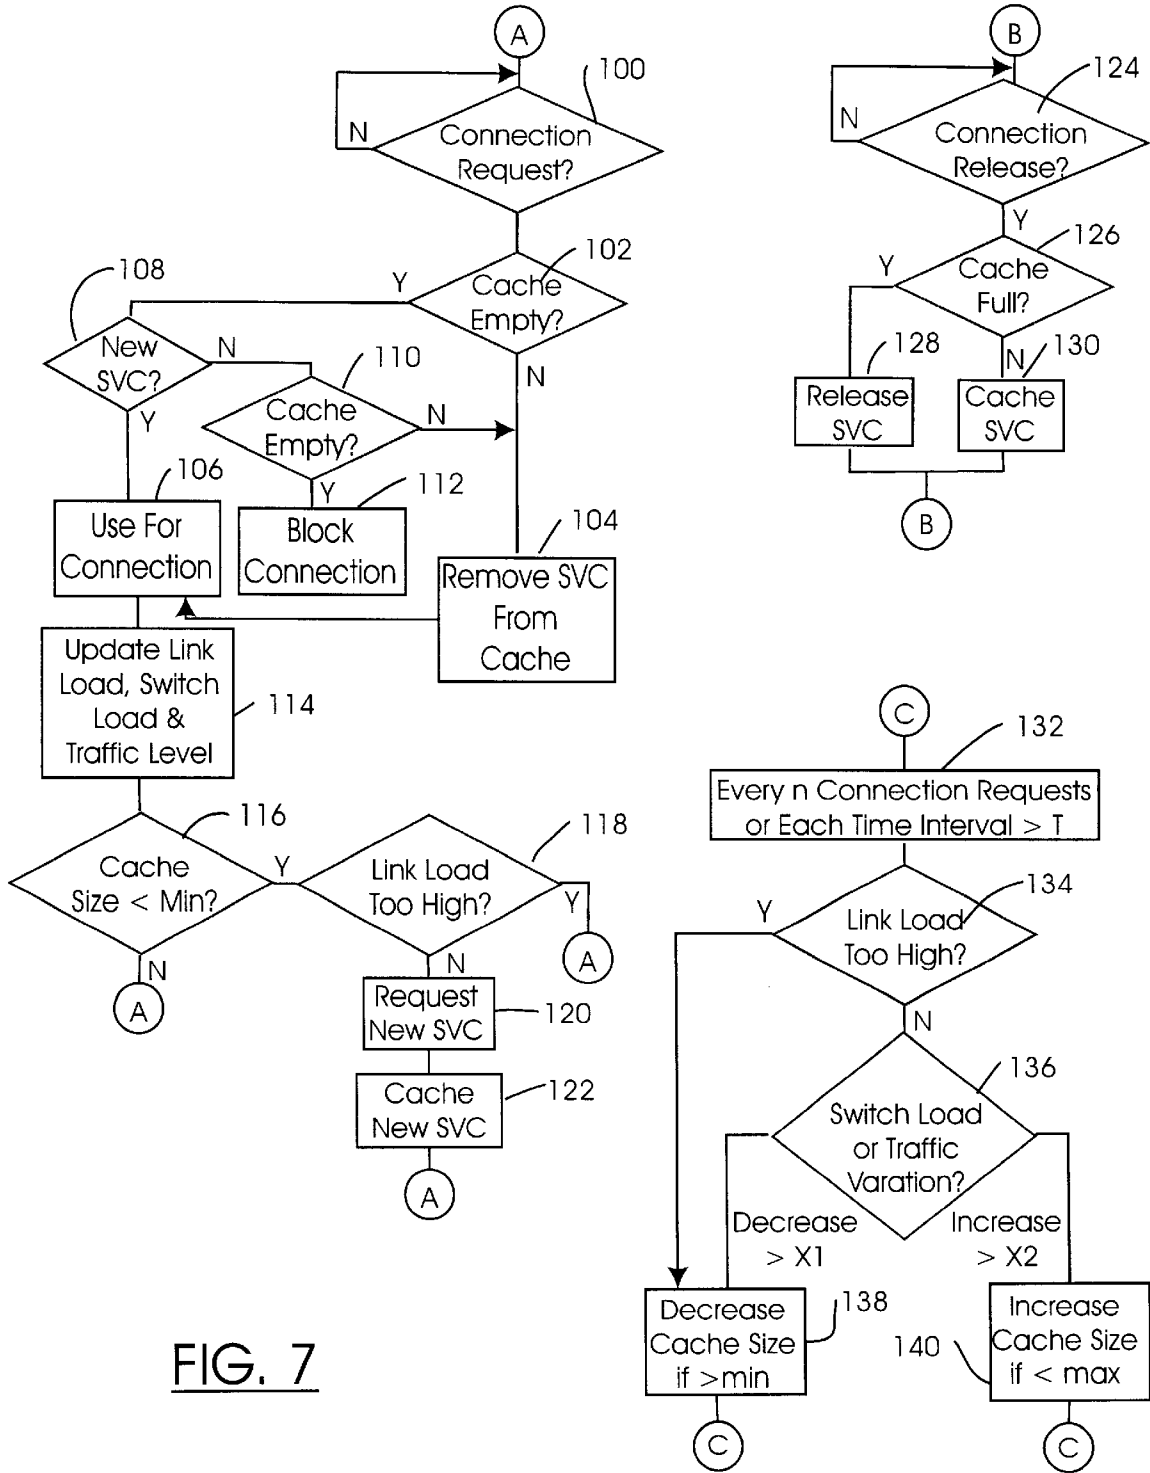 A
100
N
Connection
Request?
102
Y
Cache
Empty?
N
108
New
SVC?
N
Y
110
Cache
Empty?
N
Y
106
Use For
Connection
112
Block
Connection
104
Remove SVC
From
Cache
Update Link
Load, Switch
Load &
Traffic Level
114
116
Cache
Size < Min?
Y
N
A
118
Link Load
Too High?
Y
A
N
Request
New SVC
120
Cache
New SVC
122
A
B
124
N
Connection
Release?
Y
126
Y
Cache
Full?
N
128
Release
SVC
130
Cache
SVC
B
C
132
Every n Connection Requests
or Each Time Interval > T
134
Y
Link Load
Too High?
N
136
Switch Load
or Traffic
Varation?
Decrease
> X1
Increase
> X2
138
Decrease
Cache Size
if >min
C
140
Increase
Cache Size
if < max
C
FIG. 7